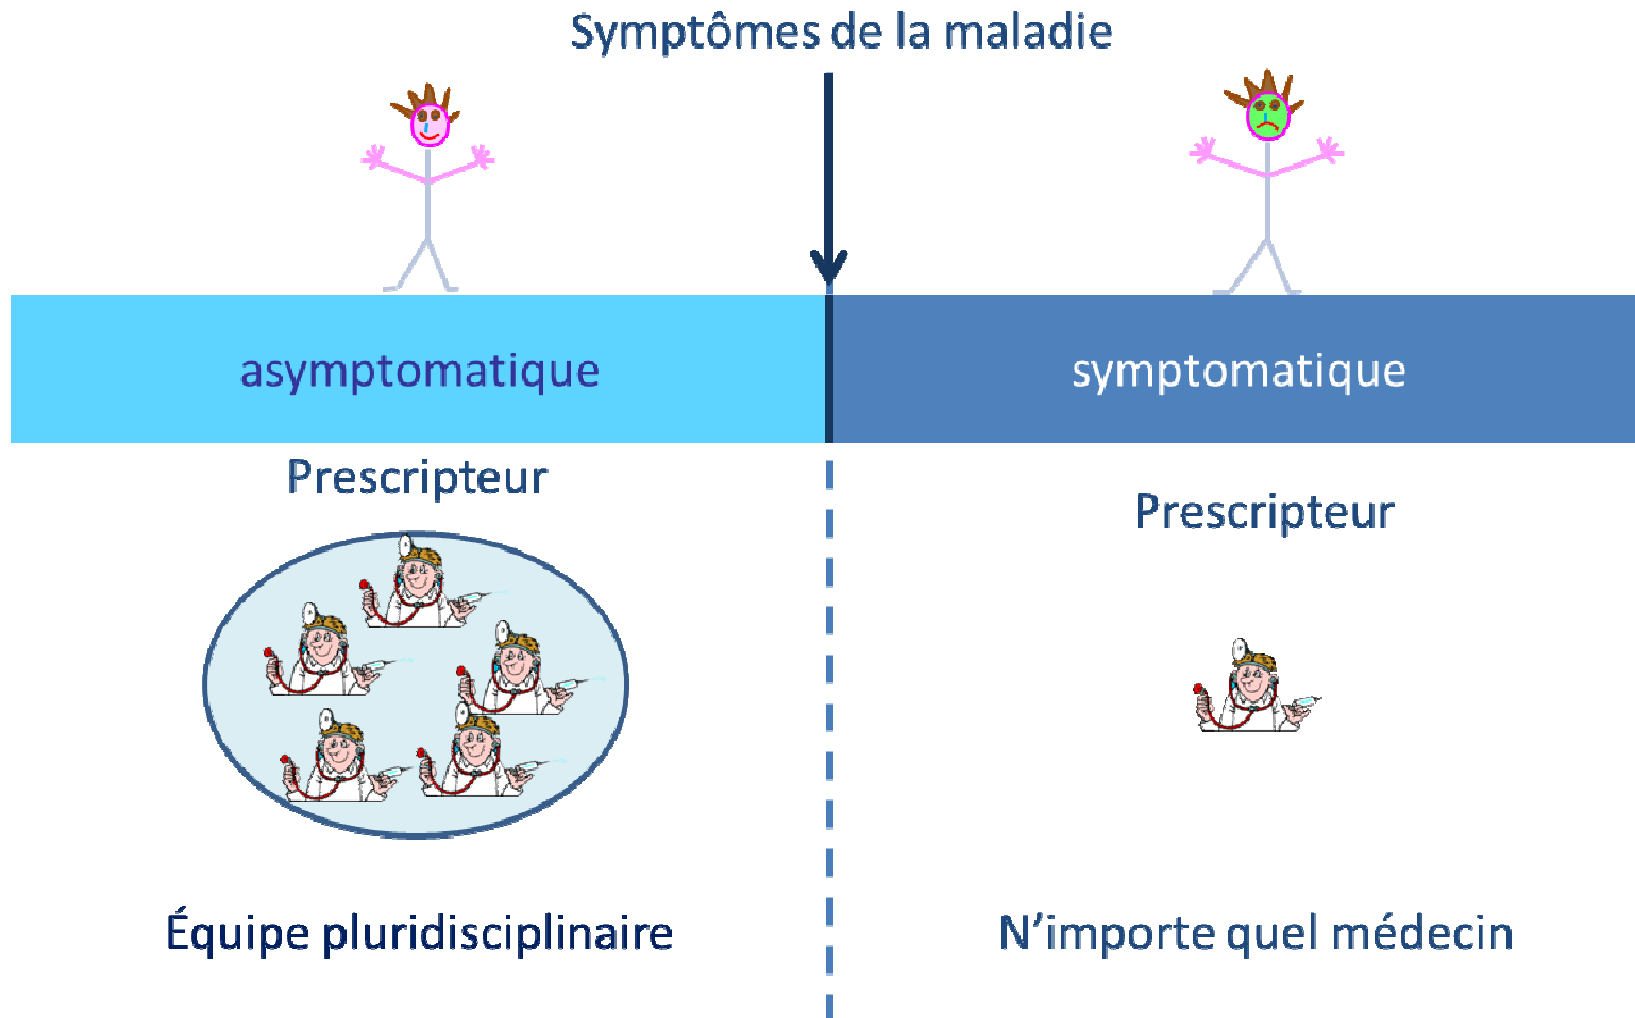 Symptômes de la maladie
asymptomatique
symptomatique
Prescripteur
Prescripteur
Équipe pluridisciplinaire
N’importe quel médecin